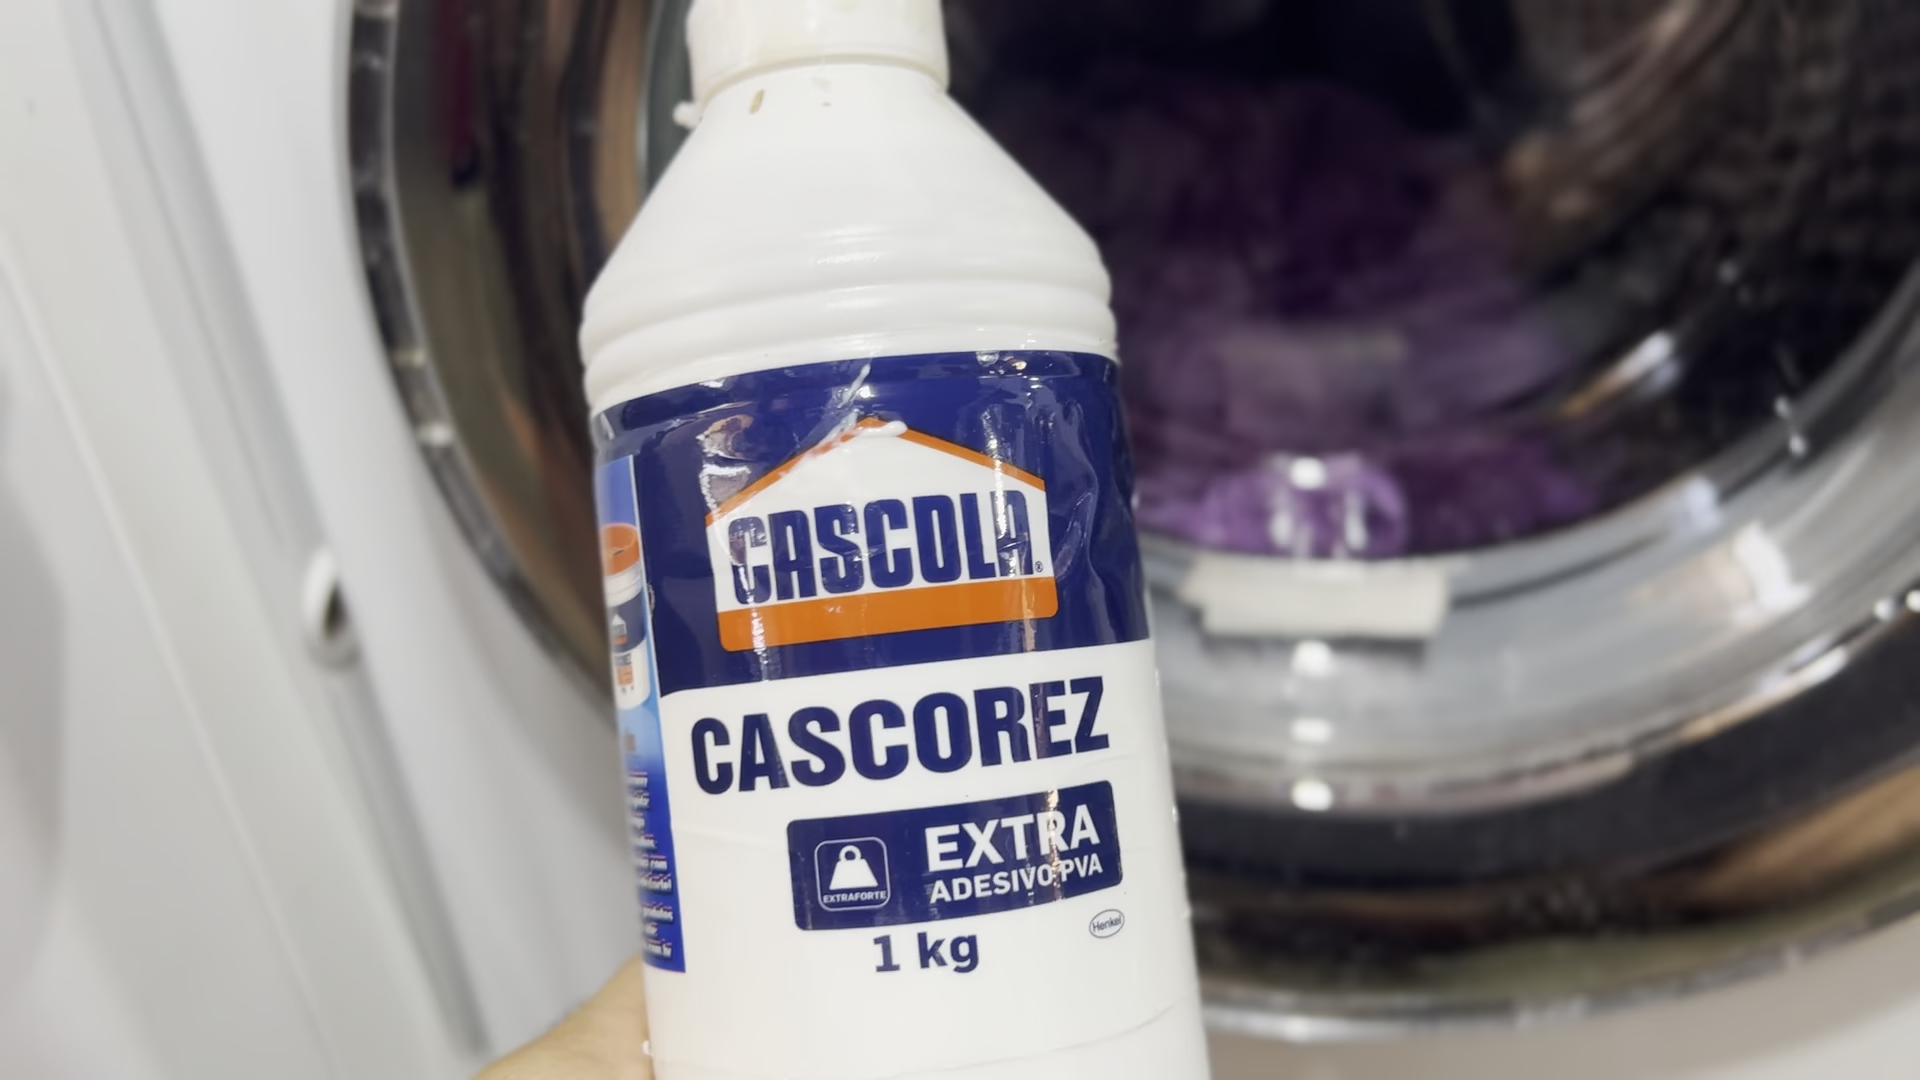 CASCOLA®
CASCOREZ
EXTRA
ADESIVO PVA
EXTRAFORTE
Henkel
1 kg